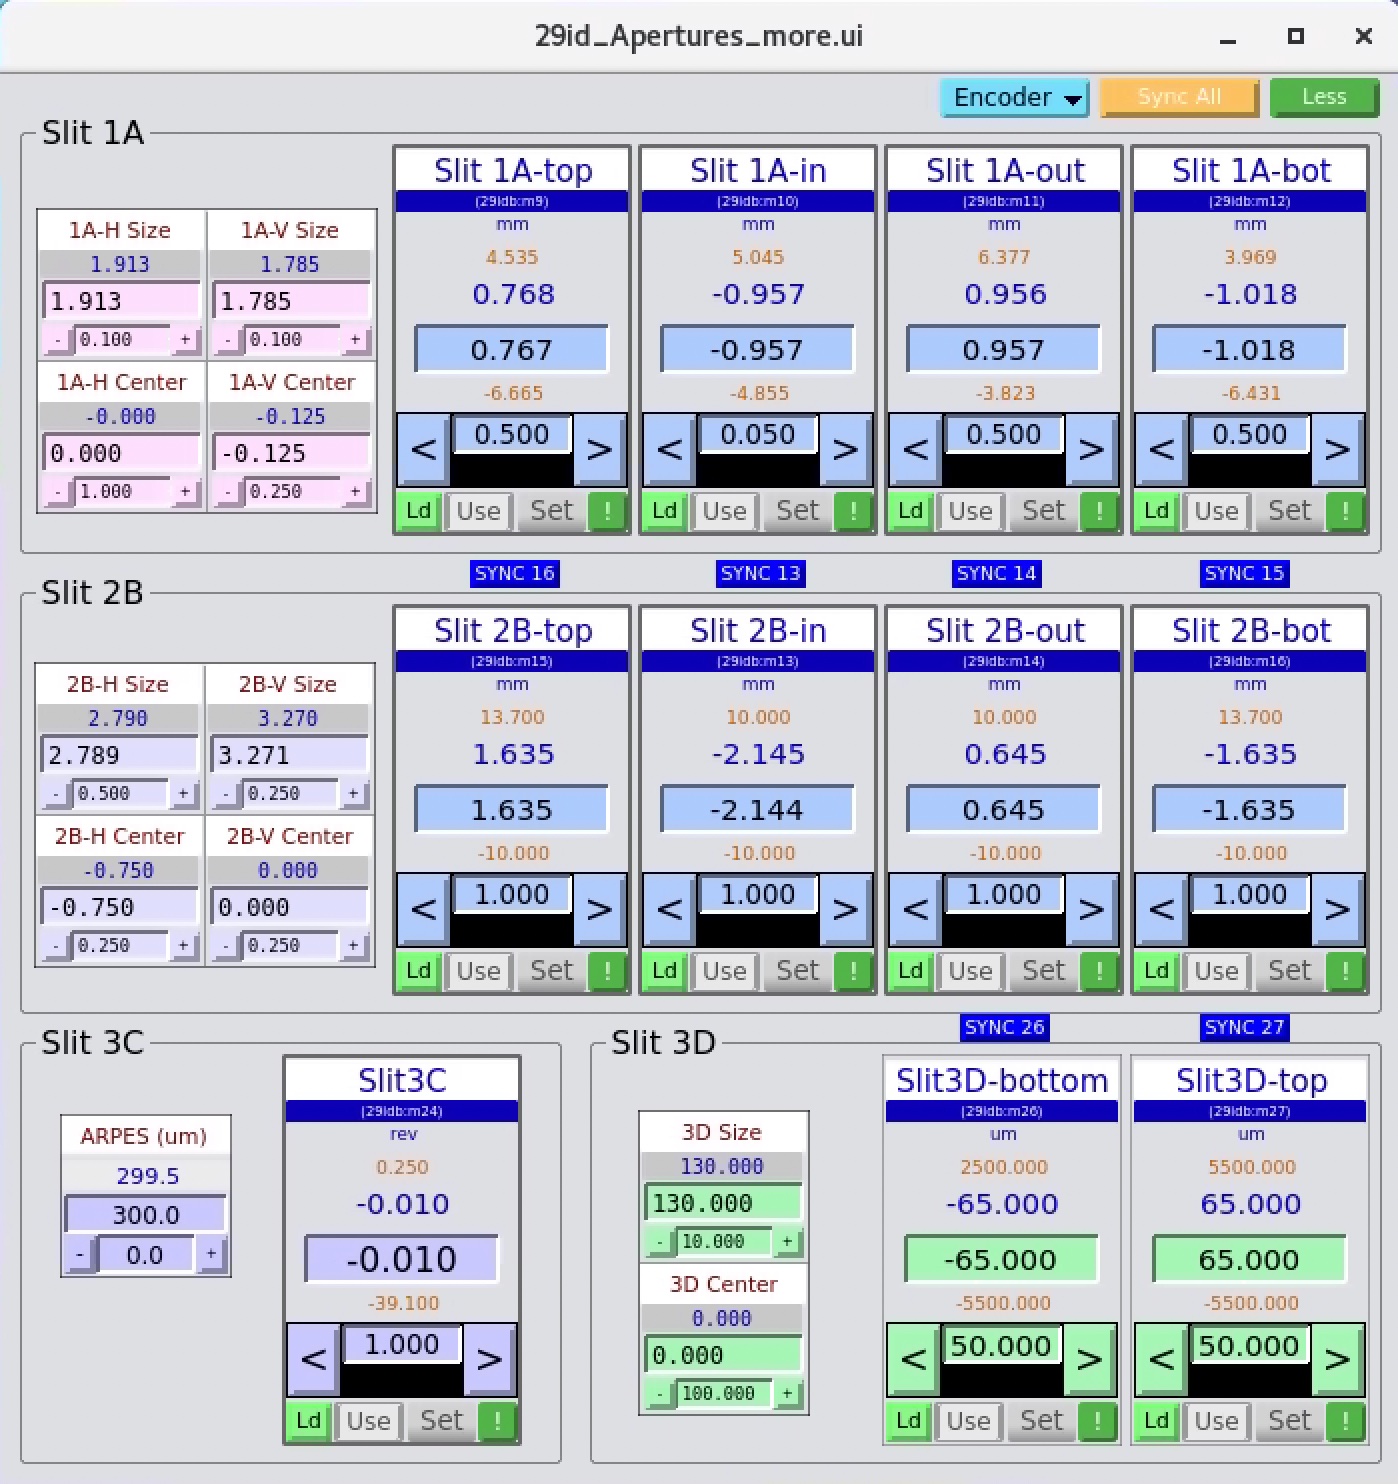 29id_Apertures_more.ui
Encoder Sync All Less
Slit 1A
1A-H Size 1A-V Size
1.913 1.785
1.913 1.785
- 0.100 + - 0.100 +
1A-H Center 1A-V Center
-0.000 -0.125
0.000 -0.125
- 1.000 + - 0.250 +
Slit 1A-top
(29idb:m9)
mm
4.535
0.768
0.767
-6.665
< 0.500 >
Ld Use Set !
Slit 1A-in
(29idb:m10)
mm
5.045
-0.957
-0.957
-4.855
< 0.050 >
Ld Use Set !
Slit 1A-out
(29idb:m11)
mm
6.377
0.956
0.957
-3.823
< 0.500 >
Ld Use Set !
Slit 1A-bot
(29idb:m12)
mm
3.969
-1.018
-1.018
-6.431
< 0.500 >
Ld Use Set !
SYNC 16 SYNC 13 SYNC 14 SYNC 15
Slit 2B
2B-H Size 2B-V Size
2.790 3.270
2.789 3.271
- 0.500 + - 0.250 +
2B-H Center 2B-V Center
-0.750 0.000
-0.750 0.000
- 0.250 + - 0.250 +
Slit 2B-top
(29idb:m15)
mm
13.700
1.635
1.635
-10.000
< 1.000 >
Ld Use Set !
Slit 2B-in
(29idb:m13)
mm
10.000
-2.145
-2.144
-10.000
< 1.000 >
Ld Use Set !
Slit 2B-out
(29idb:m14)
mm
10.000
0.645
0.645
-10.000
< 1.000 >
Ld Use Set !
Slit 2B-bot
(29idb:m16)
mm
13.700
-1.635
-1.635
-10.000
< 1.000 >
Ld Use Set !
SYNC 26 SYNC 27
Slit 3C
ARPES (um)
299.5
300.0
- 0.0 +
Slit3C
(29idb:m24)
rev
0.250
-0.010
-0.010
-39.100
< 1.000 >
Ld Use Set !
Slit 3D
3D Size
130.000
130.000
- 10.000 +
3D Center
0.000
0.000
- 100.000 +
Slit3D-bottom
(29idb:m26)
um
2500.000
-65.000
-65.000
-5500.000
< 50.000 >
Ld Use Set !
Slit3D-top
(29idb:m27)
um
5500.000
65.000
65.000
-5500.000
< 50.000 >
Ld Use Set !